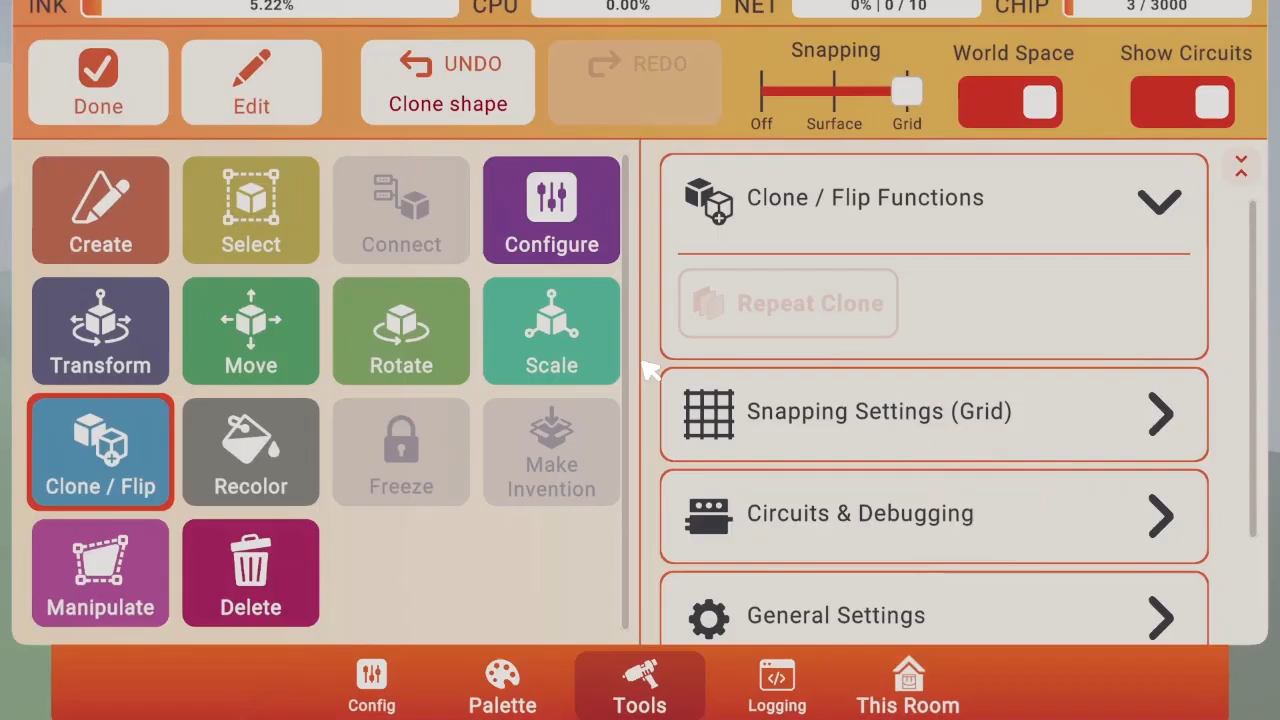 INK 5.22% CPU 0.00% NET 0% | 0 / 10 CHIP 3 / 3000
Done
Edit
UNDO
Clone shape
REDO
Snapping
Off Surface Grid
World Space
Show Circuits
Create
Select
Connect
Configure
Transform
Move
Rotate
Scale
Clone / Flip
Recolor
Freeze
Make
Invention
Manipulate
Delete
Clone / Flip Functions
Repeat Clone
Snapping Settings (Grid)
Circuits & Debugging
General Settings
Config
Palette
Tools
Logging
This Room